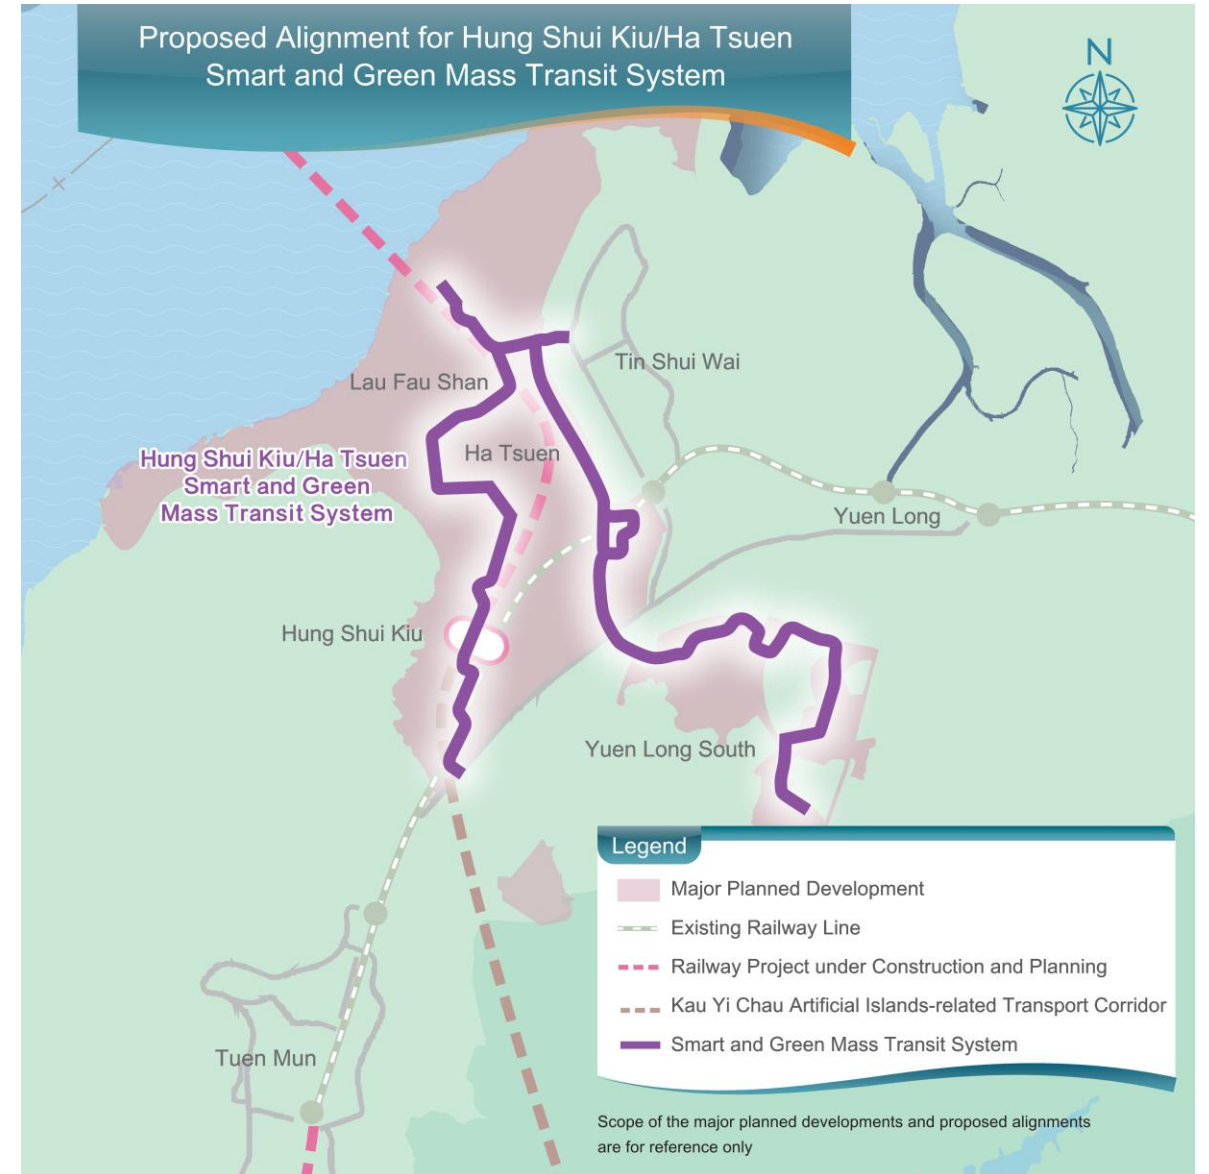 Proposed Alignment for Hung Shui Kiu/Ha Tsuen
Smart and Green Mass Transit System
N
Tin Shui Wai
Lau Fau Shan
Ha Tsuen
Hung Shui Kiu/Ha Tsuen
Smart and Green
Mass Transit System
Yuen Long
Hung Shui Kiu
Yuen Long South
Legend
Major Planned Development
Existing Railway Line
Railway Project under Construction and Planning
Kau Yi Chau Artificial Islands-related Transport Corridor
Smart and Green Mass Transit System
Tuen Mun
Scope of the major planned developments and proposed alignments
are for reference only